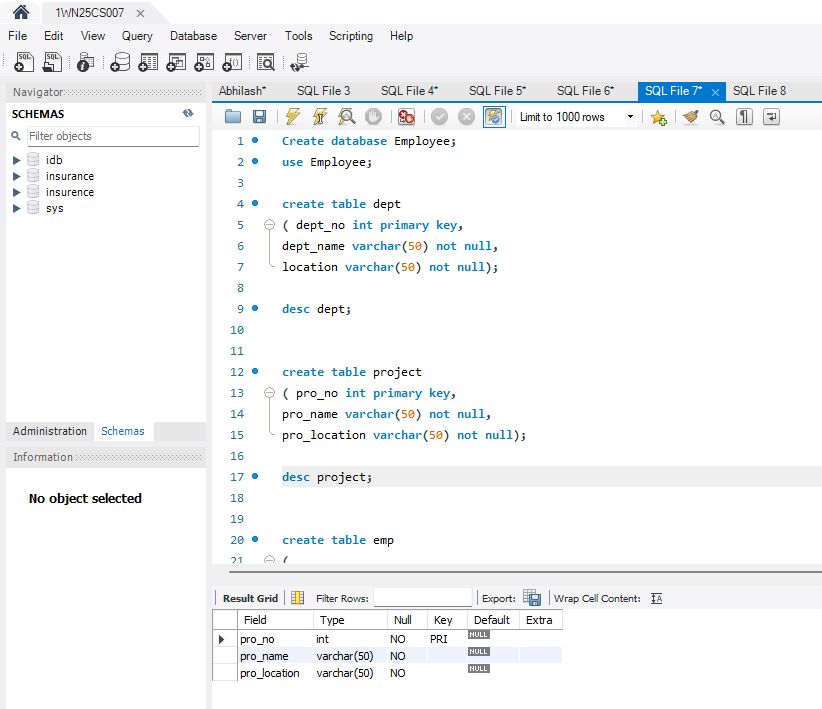 1WN25CS007
File Edit View Query Database Server Tools Scripting Help
SQL SQL
Navigator
SCHEMAS
Filter objects
idb
insurance
insurence
sys
Administration Schemas
Information
No object selected
Abhilash* SQL File 3 SQL File 4* SQL File 5* SQL File 6* SQL File 7* SQL File 8
Limit to 1000 rows
1 Create database Employee;
2 use Employee;
3
4 create table dept
5 ( dept_no int primary key,
6 dept_name varchar(50) not null,
7 location varchar(50) not null);
8
9 desc dept;
10
11
12 create table project
13 ( pro_no int primary key,
14 pro_name varchar(50) not null,
15 pro_location varchar(50) not null);
16
17 desc project;
18
19
20 create table emp
21 (
Result Grid Filter Rows: Export: Wrap Cell Content:
Field Type Null Key Default Extra
pro_no int NO PRI NULL
pro_name varchar(50) NO NULL
pro_location varchar(50) NO NULL